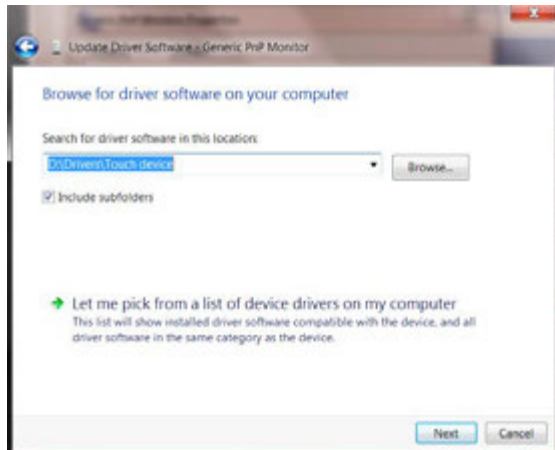 Update Driver Software - Generic PnP Monitor
Browse for driver software on your computer
Search for driver software in this location:
D:\Drivers\Touch device
Browse...
Include subfolders
Let me pick from a list of device drivers on my computer
This list will show installed driver software compatible with the device, and all
driver software in the same category as the device.
Next
Cancel